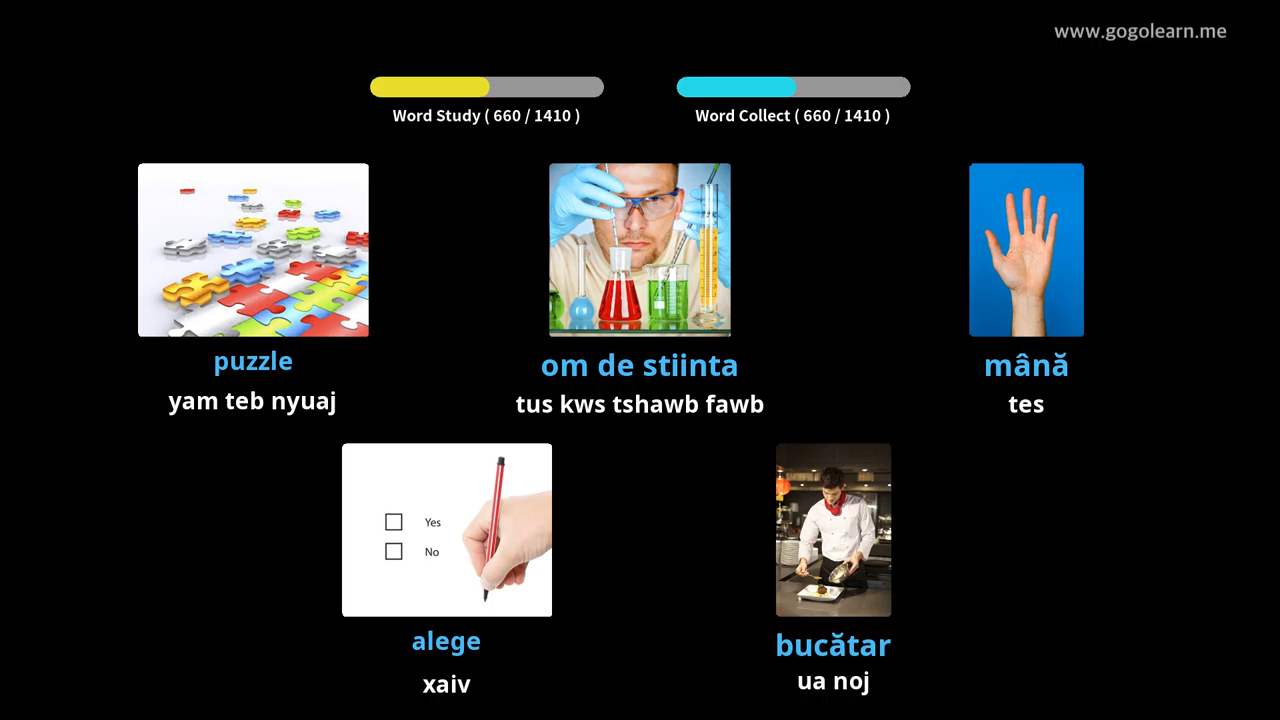 www.gogolearn.me
Word Study ( 660 / 1410 )
Word Collect ( 660 / 1410 )
puzzle
yam teb nyuaj
om de stiinta
tus kws tshawb fawb
mână
tes
Yes
No
alege
xaiv
bucătar
ua noj